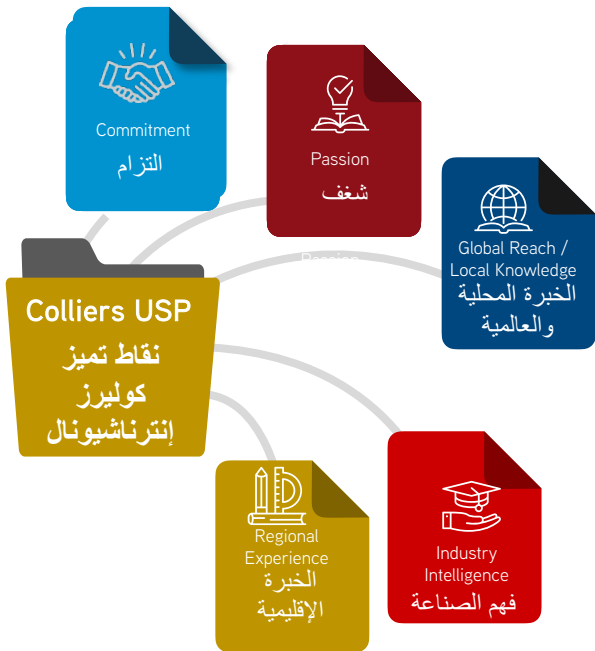 Commitment
التزام
Passion
شغف
Global Reach /
Local Knowledge
الخبرة المحلية
والعالمية
Passion
Colliers USP
نقاط تميز
كوليرز
إنترناشيونال
Regional
Experience
الخبرة
الإقليمية
Industry
Intelligence
فهم الصناعة